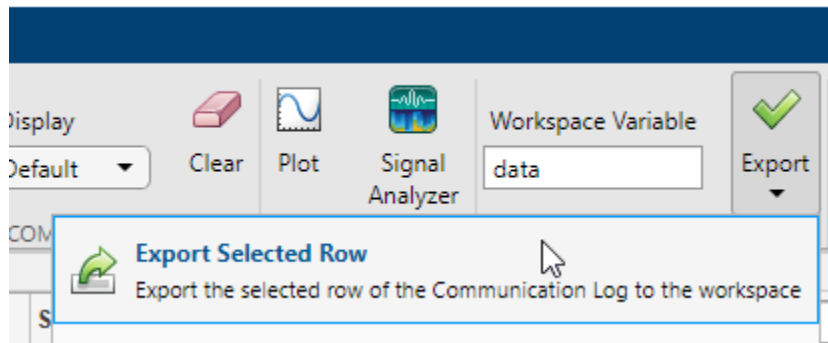 Display
Default
Clear
Plot
Signal
Analyzer
Workspace Variable
data
Export
COM
Export Selected Row
Export the selected row of the Communication Log to the workspace
S